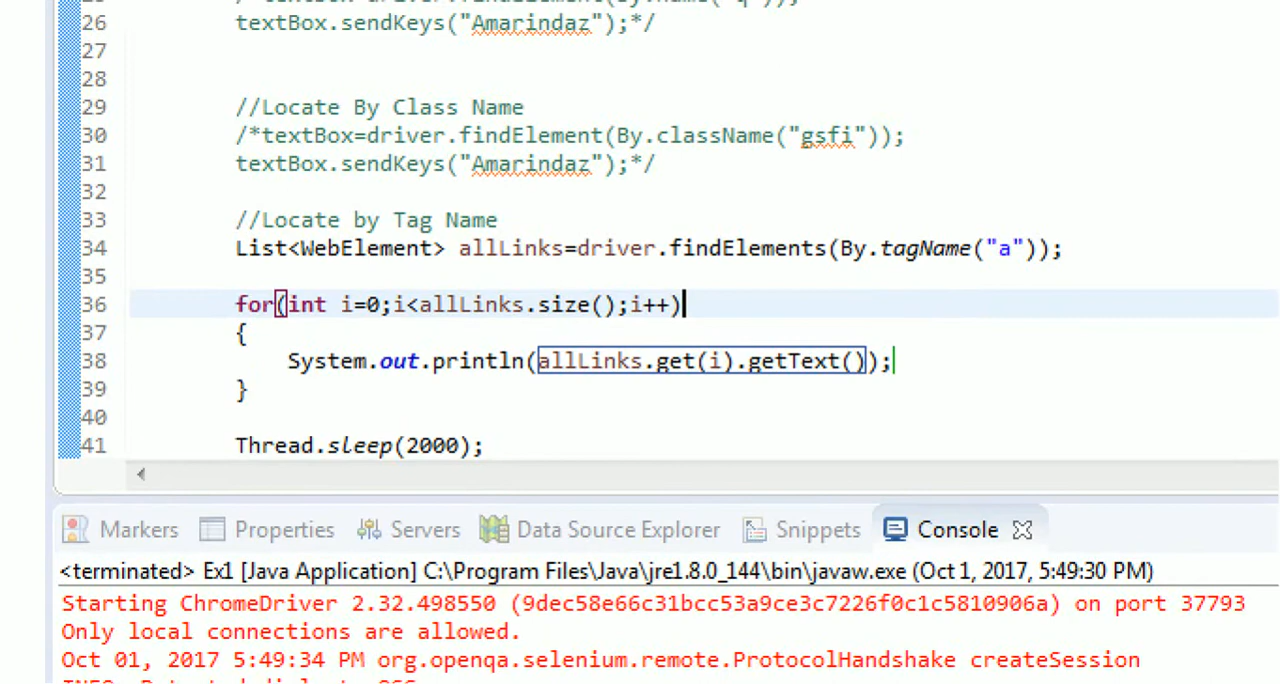 /*textBox=driver.findElement(By.name("q"));
26 textBox.sendKeys("Amarindaz");*/
27
28
29 //Locate By Class Name
30 /*textBox=driver.findElement(By.className("gsfi"));
31 textBox.sendKeys("Amarindaz");*/
32
33 //Locate by Tag Name
34 List<WebElement> allLinks=driver.findElements(By.tagName("a"));
35
36 for(int i=0;i<allLinks.size();i++)
37 {
38 System.out.println(allLinks.get(i).getText());
39 }
40
41 Thread.sleep(2000);
Markers Properties Servers Data Source Explorer Snippets Console
<terminated> Ex1 [Java Application] C:\Program Files\Java\jre1.8.0_144\bin\javaw.exe (Oct 1, 2017, 5:49:30 PM)
Starting ChromeDriver 2.32.498550 (9dec58e66c31bcc53a9ce3c7226f0c1c5810906a) on port 37793
Only local connections are allowed.
Oct 01, 2017 5:49:34 PM org.openqa.selenium.remote.ProtocolHandshake createSession